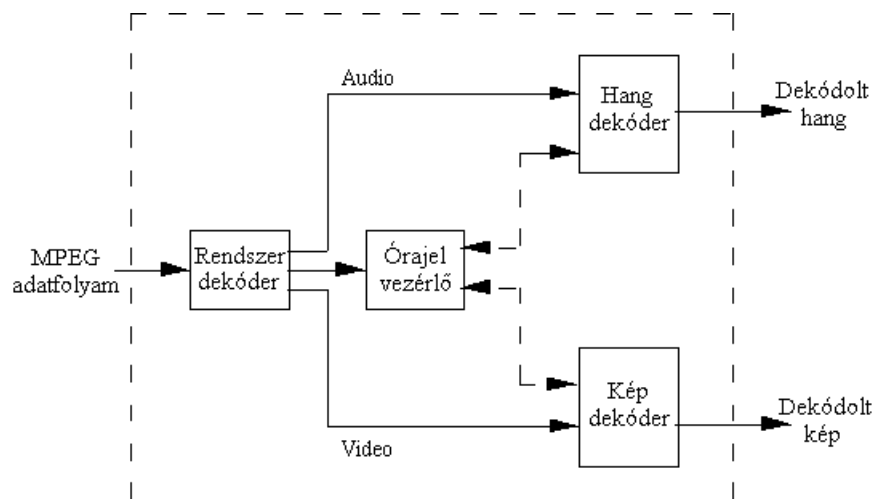 Audio
Hang
dekóder
Dekódolt
hang
MPEG
adatfolyam
Rendszer
dekóder
Órajel
vezérlő
Kép
dekóder
Dekódolt
kép
Video